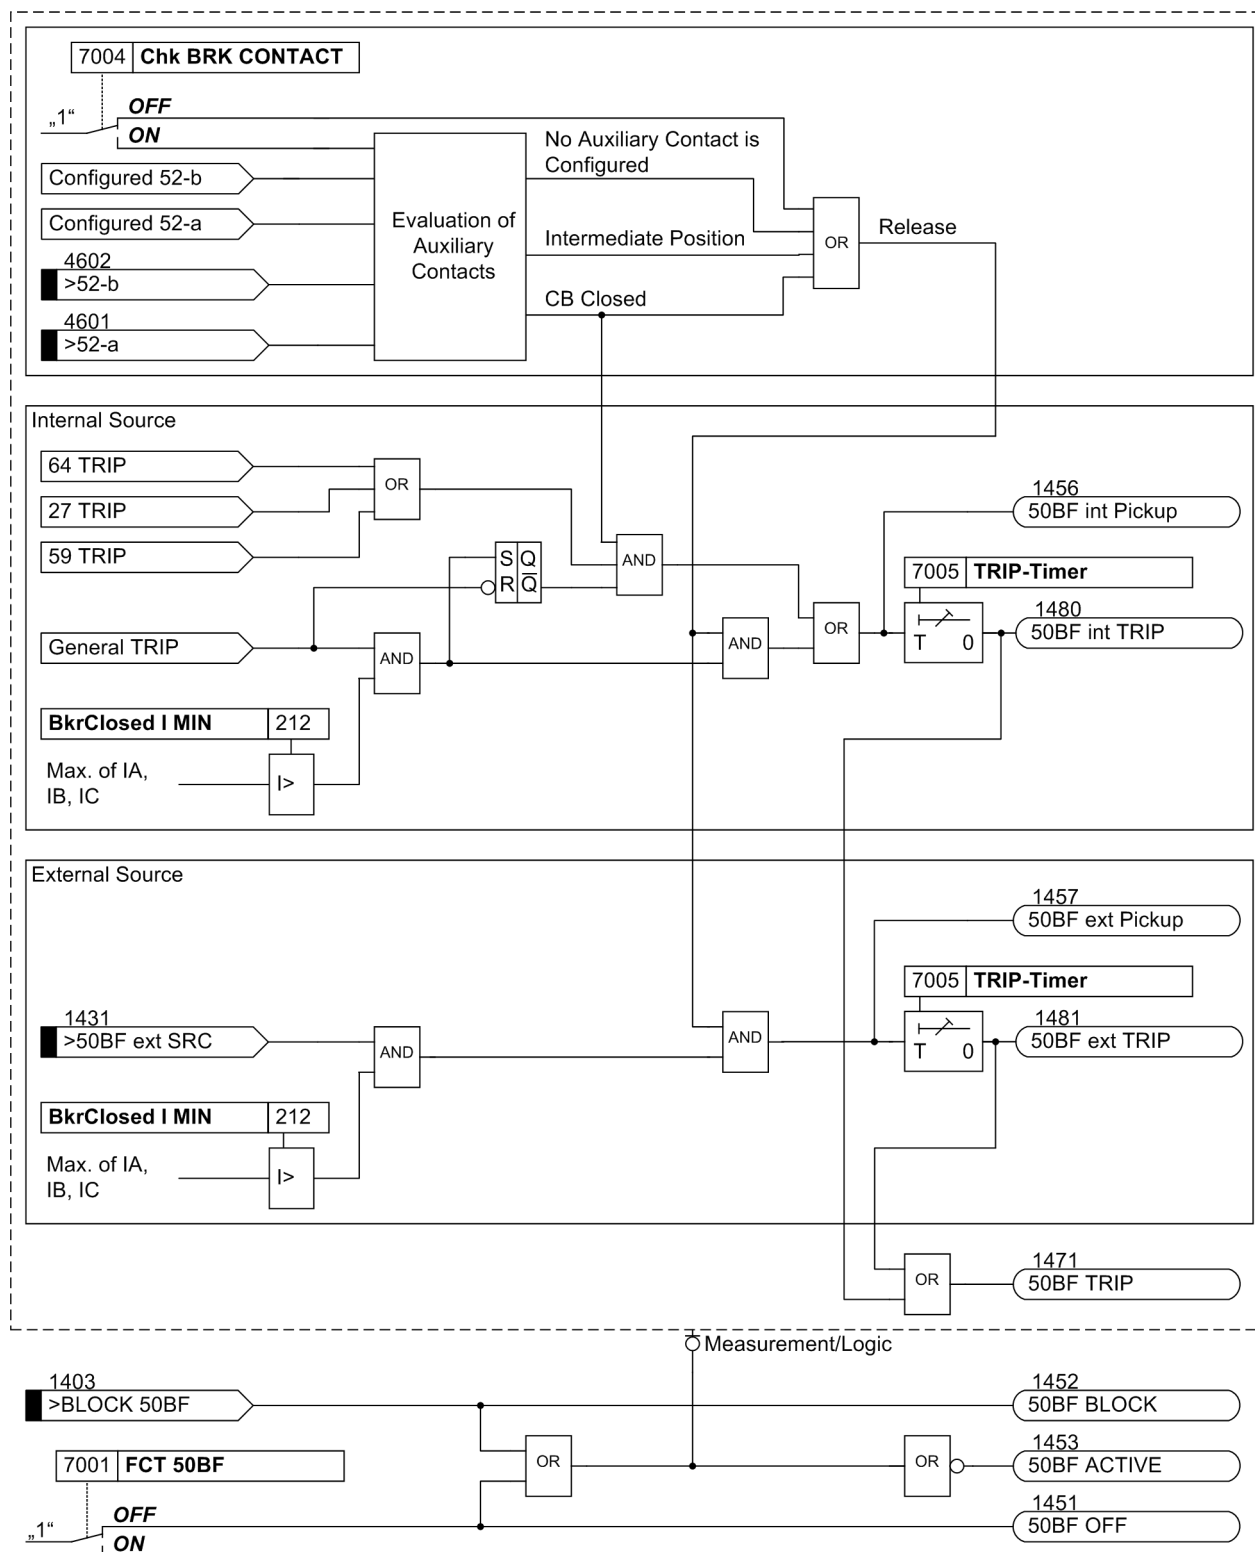 7004 Chk BRK CONTACT
OFF
„1“
ON
No Auxiliary Contact is
Configured
Configured 52-b
Configured 52-a
Evaluation of
Auxiliary
Contacts
OR
Release
Intermediate Position
4602
>52-b
CB Closed
4601
>52-a
Internal Source
64 TRIP
OR
27 TRIP
59 TRIP
1456
50BF int Pickup
S Q
R Q̅
AND
7005 TRIP-Timer
1480
50BF int TRIP
General TRIP
AND
AND
OR
T 0
BkrClosed I MIN 212
Max. of IA,
IB, IC
I>
External Source
1457
50BF ext Pickup
7005 TRIP-Timer
1431
>50BF ext SRC
AND
AND
T 0
1481
50BF ext TRIP
BkrClosed I MIN 212
Max. of IA,
IB, IC
I>
OR
1471
50BF TRIP
Measurement/Logic
1403
>BLOCK 50BF
1452
50BF BLOCK
7001 FCT 50BF
OR
OR
1453
50BF ACTIVE
OFF
„1“
ON
1451
50BF OFF